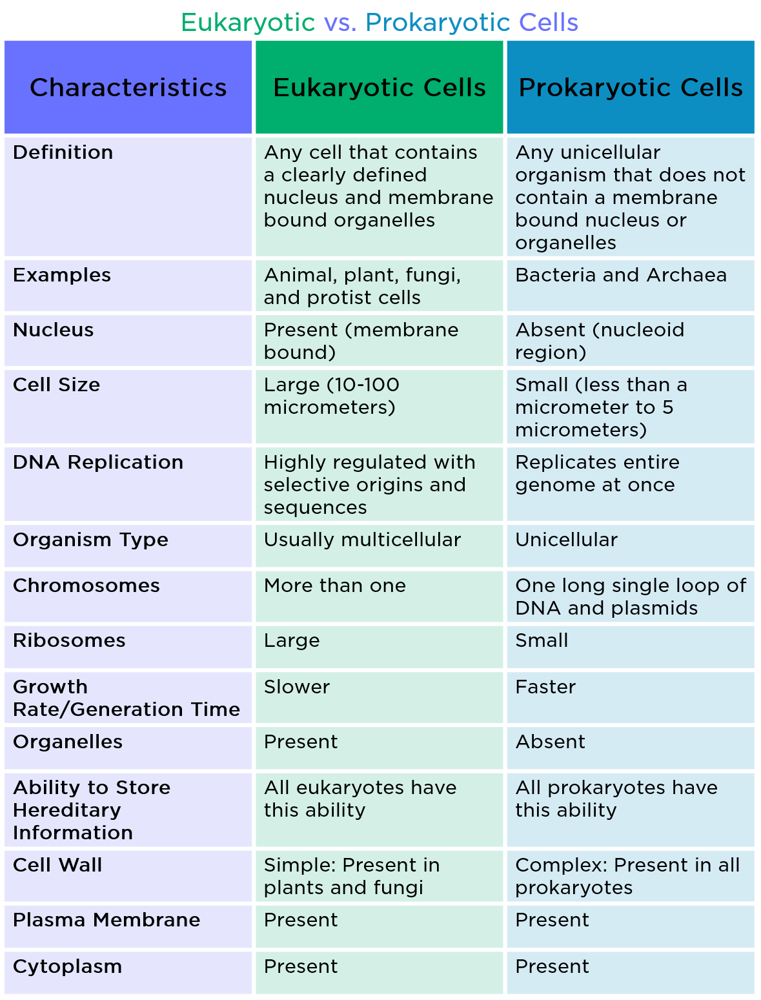 Eukaryotic vs. Prokaryotic Cells
Characteristics
Eukaryotic Cells
Prokaryotic Cells
Definition
Any cell that contains
a clearly defined
nucleus and membrane
bound organelles
Any unicellular
organism that does not
contain a membrane
bound nucleus or
organelles
Examples
Animal, plant, fungi,
and protist cells
Bacteria and Archaea
Nucleus
Present (membrane
bound)
Absent (nucleoid
region)
Cell Size
Large (10-100
micrometers)
Small (less than a
micrometer to 5
micrometers)
DNA Replication
Highly regulated with
selective origins and
sequences
Replicates entire
genome at once
Organism Type
Usually multicellular
Unicellular
Chromosomes
More than one
One long single loop of
DNA and plasmids
Ribosomes
Large
Small
Growth
Rate/Generation Time
Slower
Faster
Organelles
Present
Absent
Ability to Store
Hereditary
Information
All eukaryotes have
this ability
All prokaryotes have
this ability
Cell Wall
Simple: Present in
plants and fungi
Complex: Present in all
prokaryotes
Plasma Membrane
Present
Present
Cytoplasm
Present
Present